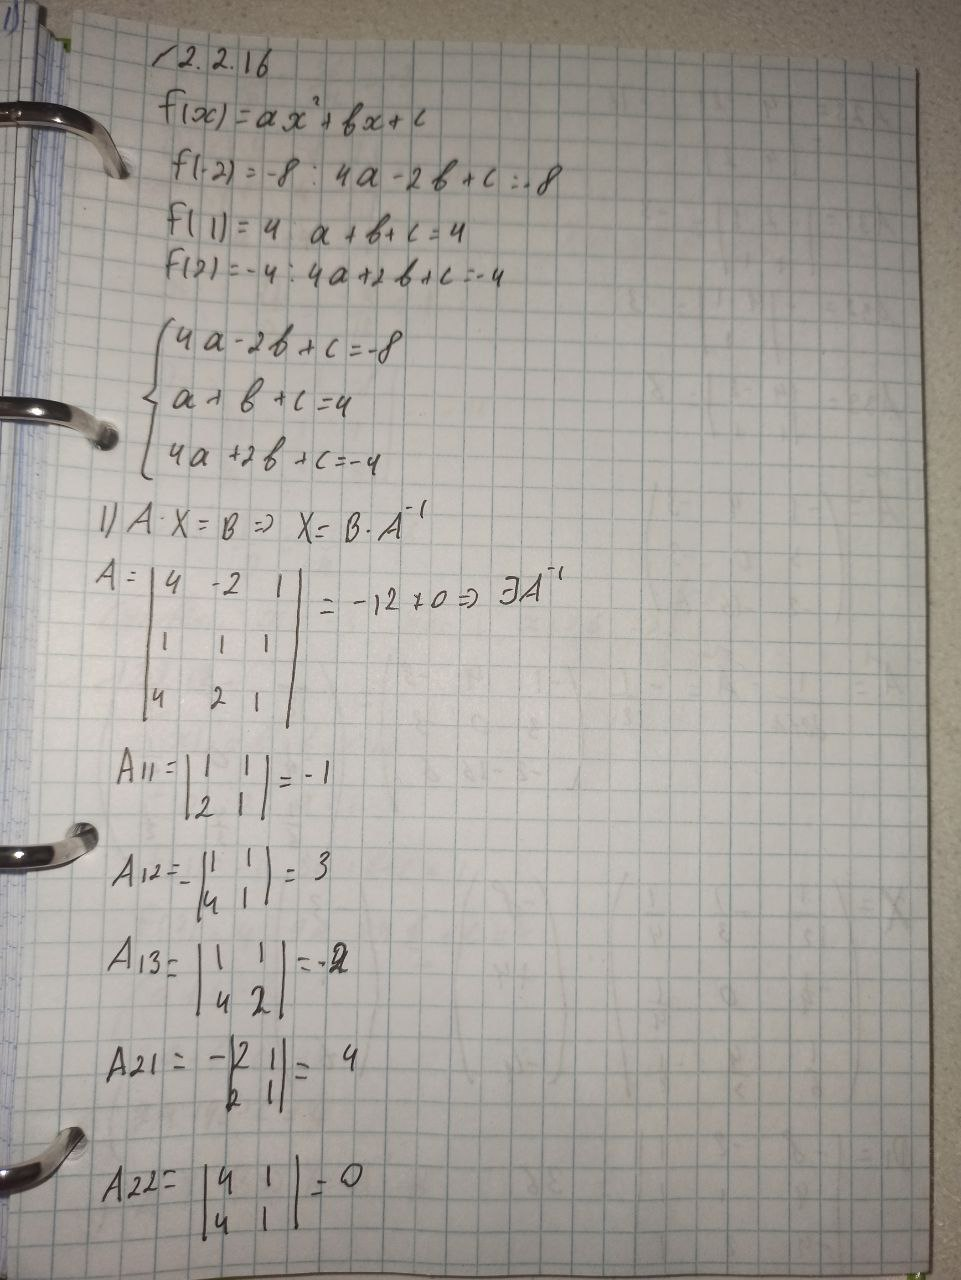 2.2.16
f(x) = ax² + bx + c
f(-2) = -8 : 4a - 2b + c = -8
f(1) = 4 a + b + c = 4
f(2) = -4 : 4a + 2b + c = -4
4a - 2b + c = -8
a + b + c = 4
4a + 2b + c = -4
1) A · X = B => X = B · A⁻¹
A = | 4 -2 1 | = -12 ≠ 0 => ∃A⁻¹
1 1 1
4 2 1
A11 = | 1 1 | = -1
2 1
A12 = - | 1 1 | = 3
4 1
A13 = | 1 1 | = -2
4 2
A21 = -| 2 1 | = 4
2 1
A22 = | 4 1 | = 0
4 1